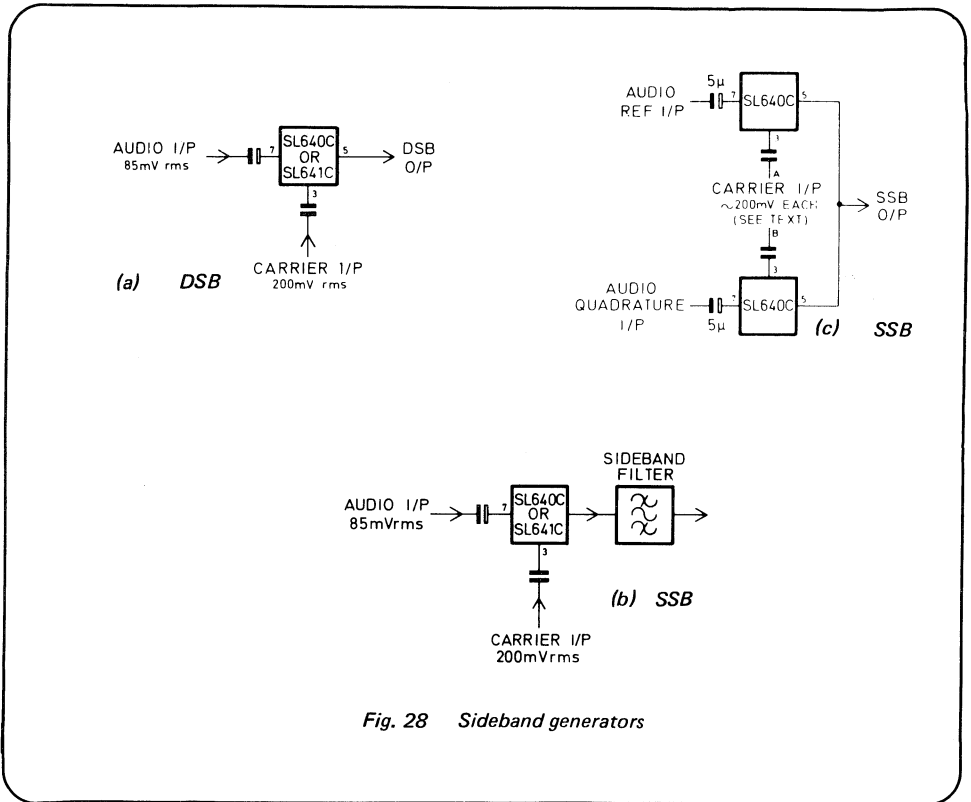 AUDIO I/P
85mV rms
7
SL640C
OR
SL641C
5
DSB
O/P
3
CARRIER I/P
200mV rms
(a) DSB
AUDIO
REF I/P
5μ
7
SL640C
5
3
A
CARRIER I/P
~200mV EACH
(SEE TEXT)
B
SSB
O/P
3
AUDIO
QUADRATURE
I/P
5μ
7
SL640C
5
(c) SSB
AUDIO I/P
85mVrms
7
SL640C
OR
SL641C
3
SIDEBAND
FILTER
CARRIER I/P
200mVrms
(b) SSB
Fig. 28 Sideband generators